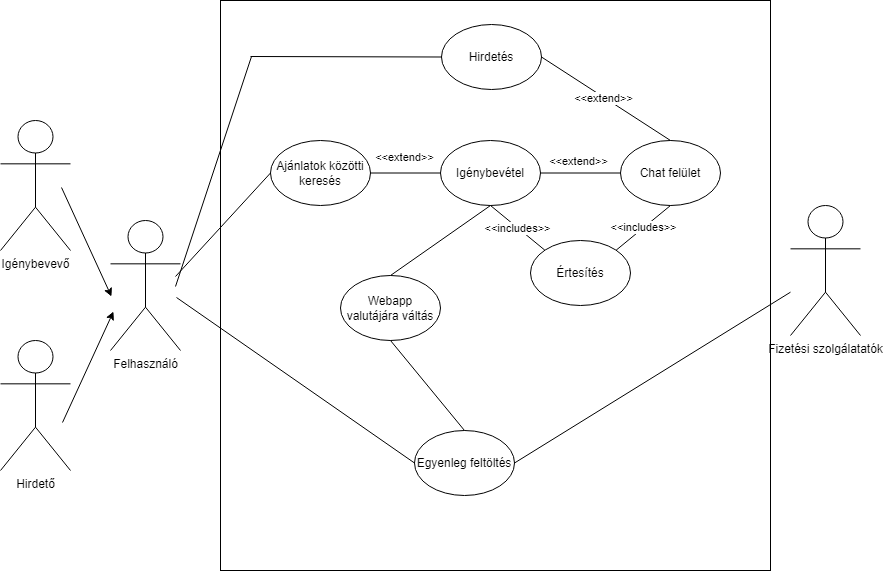 Hirdetés
<<extend>>
Ajánlatok közötti
keresés
<<extend>>
Igénybevétel
<<extend>>
Chat felület
<<includes>>
<<includes>>
Igénybevevő
Értesítés
Webapp
valutájára váltás
Felhasználó
Fizetési szolgálatatók
Egyenleg feltöltés
Hirdető